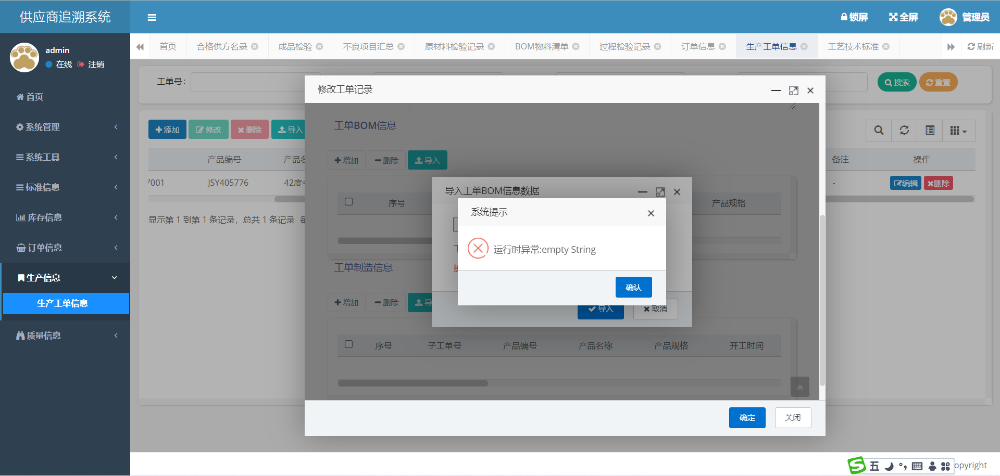 供应商追溯系统
锁屏
全屏
管理员
admin
在线
注销
首页
合格供方名录
成品检验
不良项目汇总
原材料检验记录
BOM物料清单
过程检验记录
订单信息
生产工单信息
工艺技术标准
刷新
首页
系统管理
系统工具
标准信息
库存信息
订单信息
生产信息
生产工单信息
质量信息
工单号：
搜索
重置
添加
修改
删除
导入
产品编号
备注
操作
7001
JSY405776
42度
-
编辑
删除
显示第 1 到第 1 条记录，总共 1 条记录
修改工单记录
工单BOM信息
增加
删除
导入
序号
产品规格
导入工单BOM信息数据
系统提示
运行时异常:empty String
确认
导入
取消
工单制造信息
增加
删除
序号
子工单号
产品编号
产品名称
产品规格
开工时间
确定
关闭
五
opyright